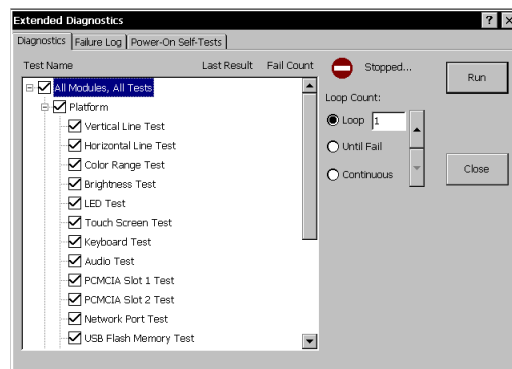 Extended Diagnostics
Diagnostics Failure Log Power-On Self-Tests
Test Name Last Result Fail Count
All Modules, All Tests
Platform
Vertical Line Test
Horizontal Line Test
Color Range Test
Brightness Test
LED Test
Touch Screen Test
Keyboard Test
Audio Test
PCMCIA Slot 1 Test
PCMCIA Slot 2 Test
Network Port Test
USB Flash Memory Test
Stopped...
Loop Count:
Loop 1
Until Fail
Continuous
Run
Close